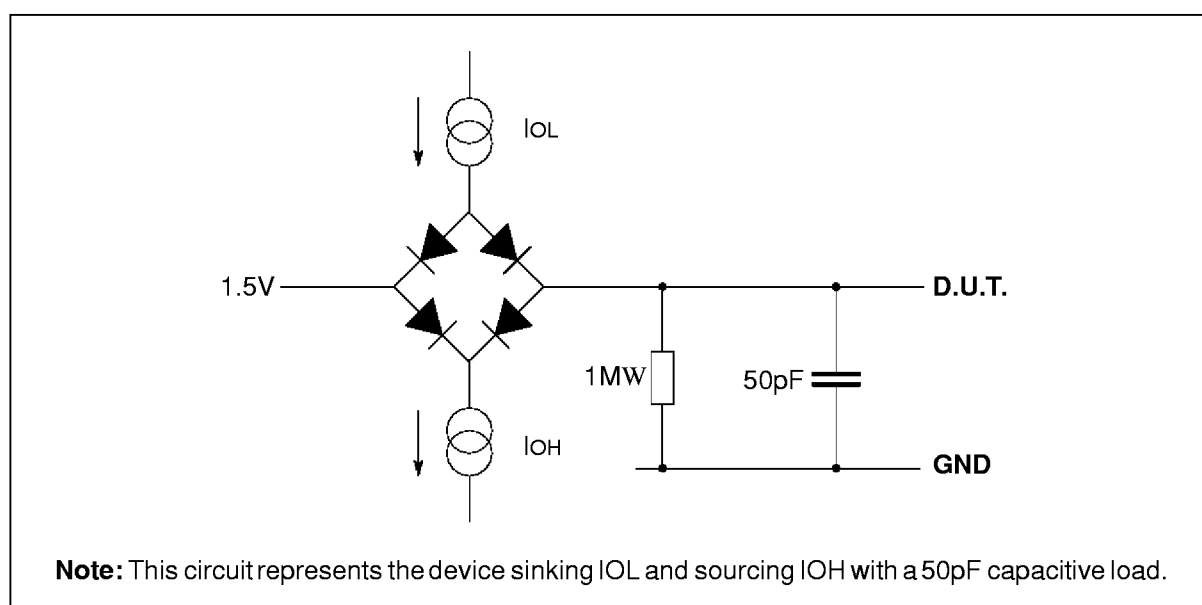 IOL
1.5V
D.U.T.
1MW
50pF
IOH
GND
Note: This circuit represents the device sinking IOL and sourcing IOH with a 50pF capacitive load.